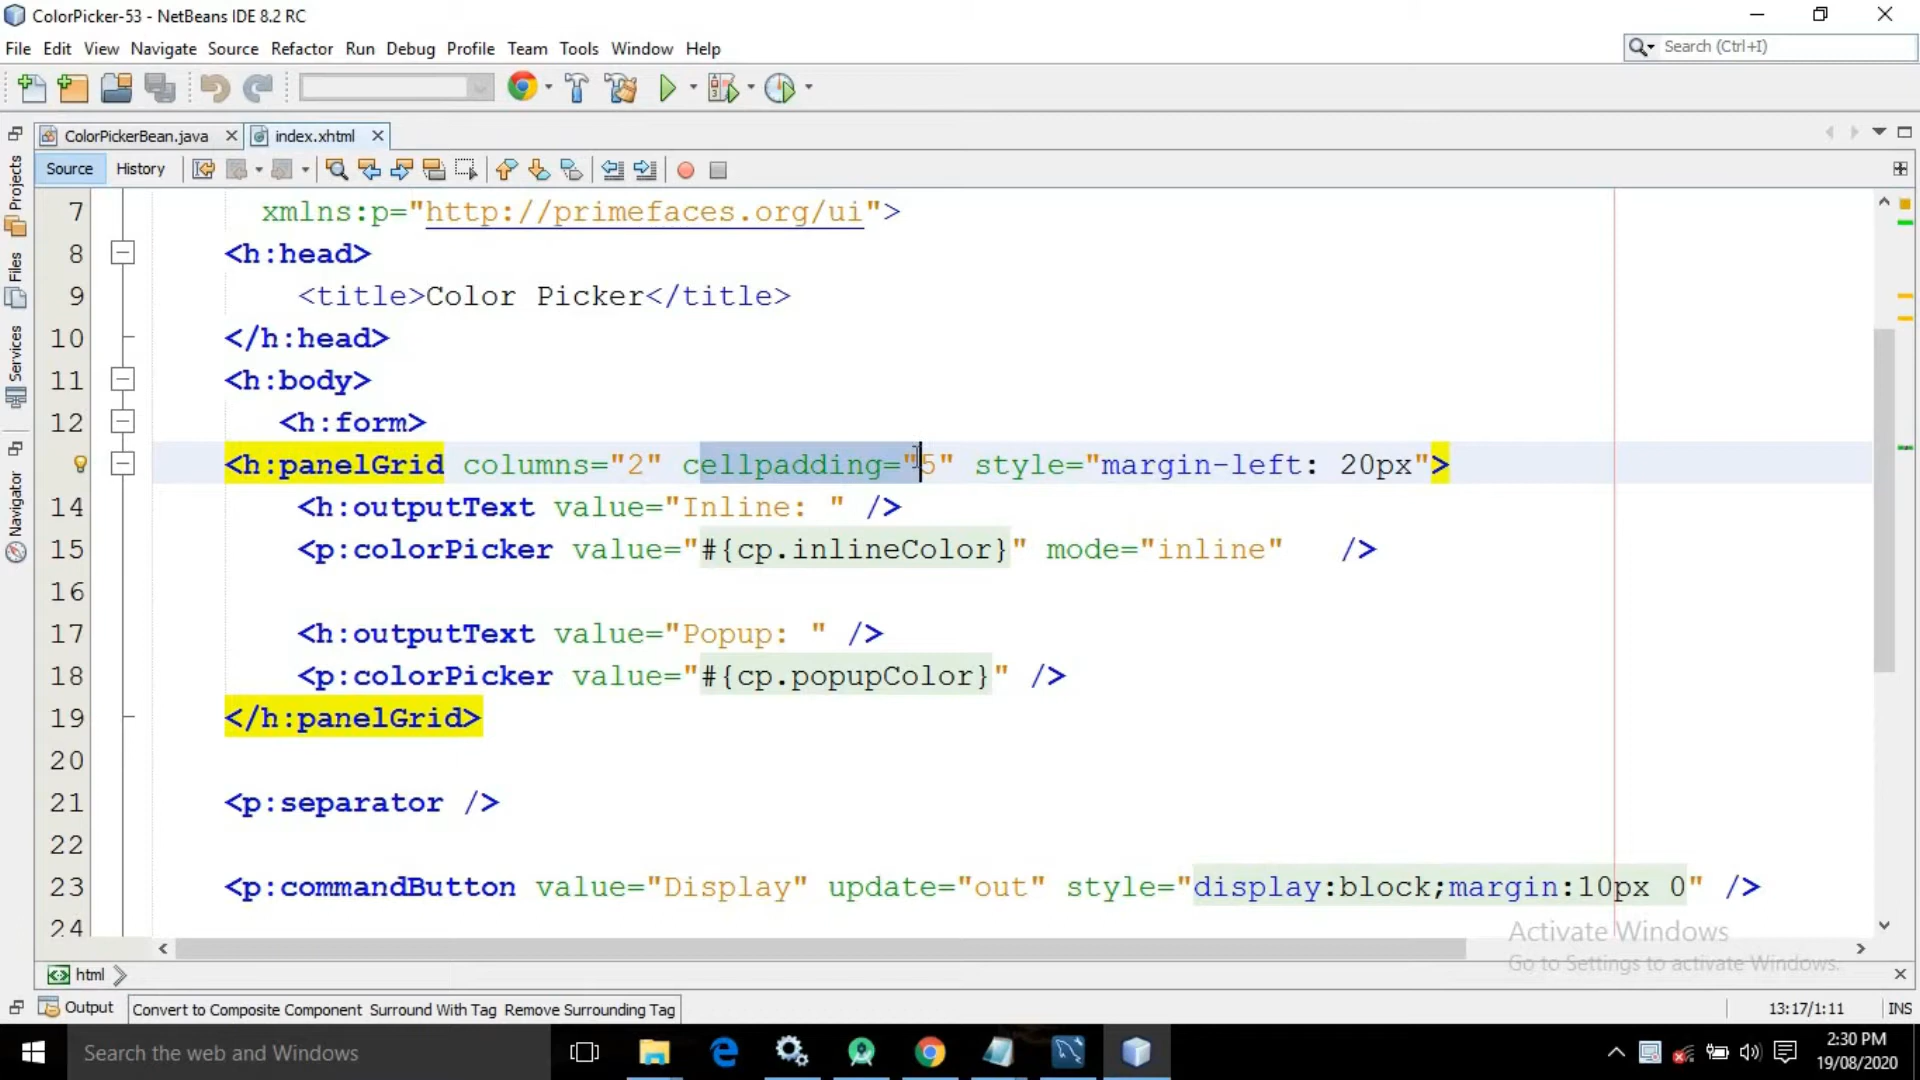 ColorPicker-53 - NetBeans IDE 8.2 RC
File Edit View Navigate Source Refactor Run Debug Profile Team Tools Window Help
Search (Ctrl+I)
ColorPickerBean.java index.xhtml
Source History
Projects
Files
Services
Navigator
7 xmlns:p="http://primefaces.org/ui">
8 <h:head>
9 <title>Color Picker</title>
10 </h:head>
11 <h:body>
12 <h:form>
<h:panelGrid columns="2" cellpadding="5" style="margin-left: 20px">
14 <h:outputText value="Inline: " />
15 <p:colorPicker value="#{cp.inlineColor}" mode="inline"   />
16
17 <h:outputText value="Popup: " />
18 <p:colorPicker value="#{cp.popupColor}" />
19 </h:panelGrid>
20
21 <p:separator />
22
23 <p:commandButton value="Display" update="out" style="display:block;margin:10px 0" />
24
Activate Windows
Go to Settings to activate Windows.
html
Output Convert to Composite Component Surround With Tag Remove Surrounding Tag 13:17/1:11 INS
Search the web and Windows
2:30 PM
19/08/2020